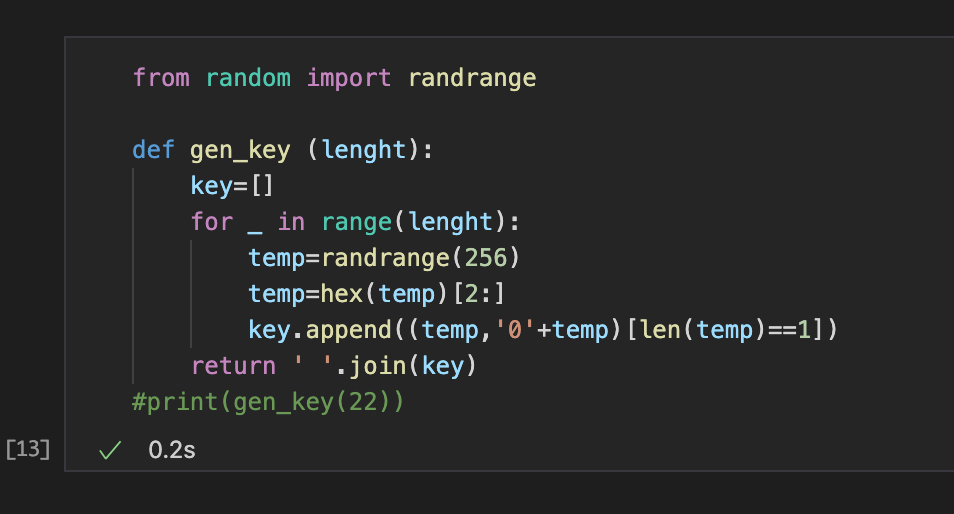 from random import randrange
def gen_key (lenght):
    key=[]
    for _ in range(lenght):
        temp=randrange(256)
        temp=hex(temp)[2:]
        key.append((temp,'0'+temp)[len(temp)==1])
    return ' '.join(key)
#print(gen_key(22))
[13] ✓ 0.2s